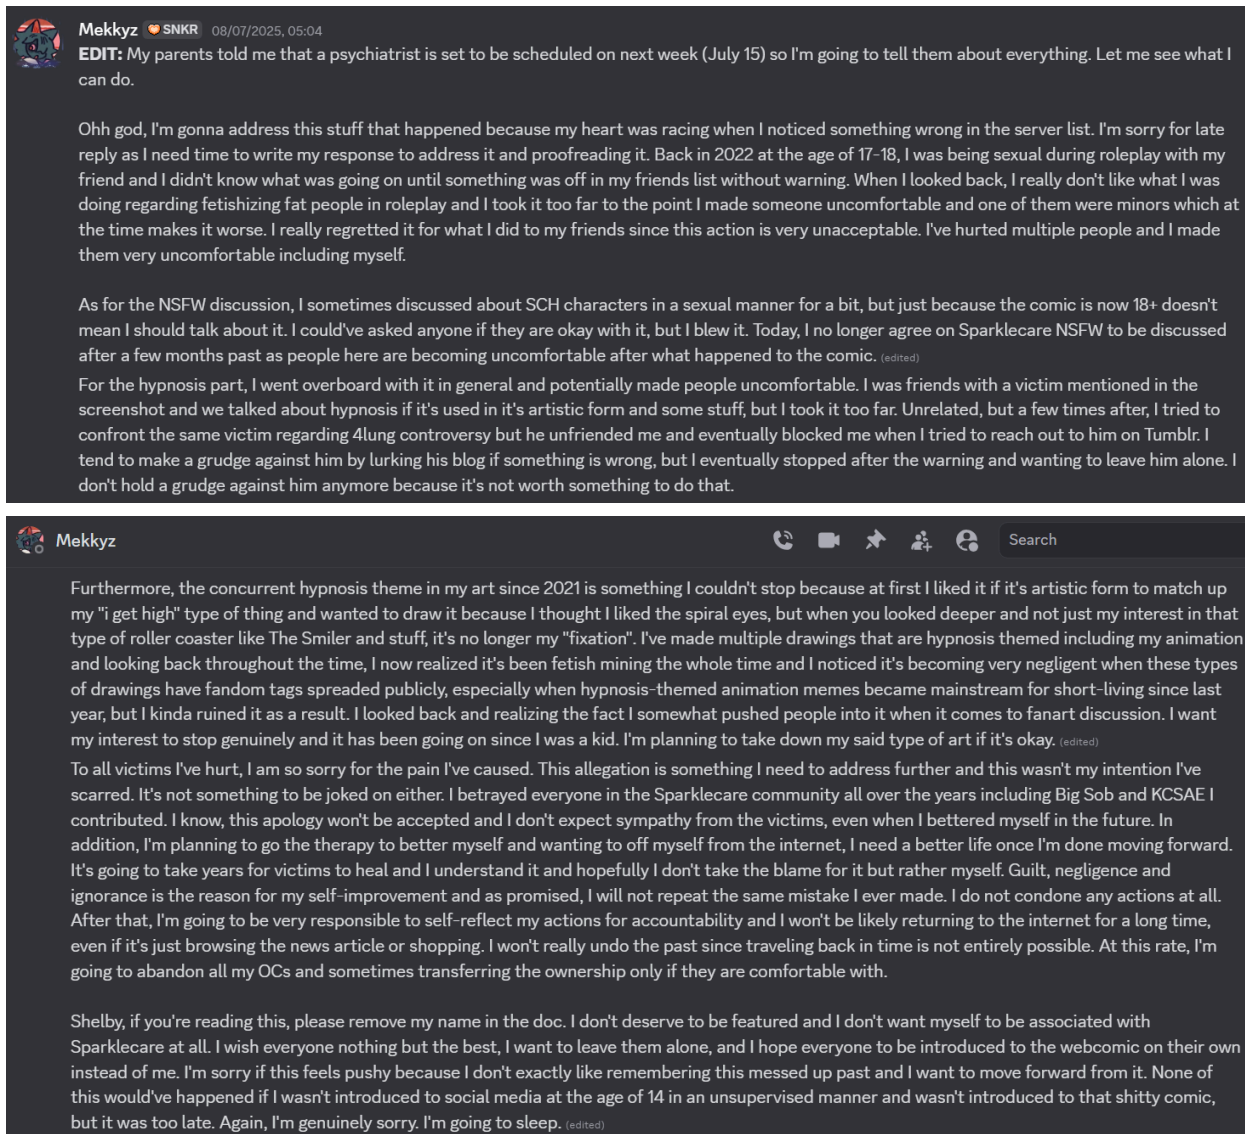 Mekkyz SNKR 08/07/2025, 05:04
EDIT: My parents told me that a psychiatrist is set to be scheduled on next week (July 15) so I'm going to tell them about everything. Let me see what I
can do.
Ohh god, I'm gonna address this stuff that happened because my heart was racing when I noticed something wrong in the server list. I'm sorry for late
reply as I need time to write my response to address it and proofreading it. Back in 2022 at the age of 17-18, I was being sexual during roleplay with my
friend and I didn't know what was going on until something was off in my friends list without warning. When I looked back, I really don't like what I was
doing regarding fetishizing fat people in roleplay and I took it too far to the point I made someone uncomfortable and one of them were minors which at
the time makes it worse. I really regretted it for what I did to my friends since this action is very unacceptable. I've hurted multiple people and I made
them very uncomfortable including myself.
As for the NSFW discussion, I sometimes discussed about SCH characters in a sexual manner for a bit, but just because the comic is now 18+ doesn't
mean I should talk about it. I could've asked anyone if they are okay with it, but I blew it. Today, I no longer agree on Sparklecare NSFW to be discussed
after a few months past as people here are becoming uncomfortable after what happened to the comic. (edited)
For the hypnosis part, I went overboard with it in general and potentially made people uncomfortable. I was friends with a victim mentioned in the
screenshot and we talked about hypnosis if it's used in it's artistic form and some stuff, but I took it too far. Unrelated, but a few times after, I tried to
confront the same victim regarding 4lung controversy but he unfriended me and eventually blocked me when I tried to reach out to him on Tumblr. I
tend to make a grudge against him by lurking his blog if something is wrong, but I eventually stopped after the warning and wanting to leave him alone. I
don't hold a grudge against him anymore because it's not worth something to do that.
Mekkyz Search
Furthermore, the concurrent hypnosis theme in my art since 2021 is something I couldn't stop because at first I liked it if it's artistic form to match up
my "i get high" type of thing and wanted to draw it because I thought I liked the spiral eyes, but when you looked deeper and not just my interest in that
type of roller coaster like The Smiler and stuff, it's no longer my "fixation". I've made multiple drawings that are hypnosis themed including my animation
and looking back throughout the time, I now realized it's been fetish mining the whole time and I noticed it's becoming very negligent when these types
of drawings have fandom tags spreaded publicly, especially when hypnosis-themed animation memes became mainstream for short-living since last
year, but I kinda ruined it as a result. I looked back and realizing the fact I somewhat pushed people into it when it comes to fanart discussion. I want
my interest to stop genuinely and it has been going on since I was a kid. I'm planning to take down my said type of art if it's okay. (edited)
To all victims I've hurt, I am so sorry for the pain I've caused. This allegation is something I need to address further and this wasn't my intention I've
scarred. It's not something to be joked on either. I betrayed everyone in the Sparklecare community all over the years including Big Sob and KCSAE I
contributed. I know, this apology won't be accepted and I don't expect sympathy from the victims, even when I bettered myself in the future. In
addition, I'm planning to go the therapy to better myself and wanting to off myself from the internet, I need a better life once I'm done moving forward.
It's going to take years for victims to heal and I understand it and hopefully I don't take the blame for it but rather myself. Guilt, negligence and
ignorance is the reason for my self-improvement and as promised, I will not repeat the same mistake I ever made. I do not condone any actions at all.
After that, I'm going to be very responsible to self-reflect my actions for accountability and I won't be likely returning to the internet for a long time,
even if it's just browsing the news article or shopping. I won't really undo the past since traveling back in time is not entirely possible. At this rate, I'm
going to abandon all my OCs and sometimes transferring the ownership only if they are comfortable with.
Shelby, if you're reading this, please remove my name in the doc. I don't deserve to be featured and I don't want myself to be associated with
Sparklecare at all. I wish everyone nothing but the best, I want to leave them alone, and I hope everyone to be introduced to the webcomic on their own
instead of me. I'm sorry if this feels pushy because I don't exactly like remembering this messed up past and I want to move forward from it. None of
this would've happened if I wasn't introduced to social media at the age of 14 in an unsupervised manner and wasn't introduced to that shitty comic,
but it was too late. Again, I'm genuinely sorry. I'm going to sleep. (edited)